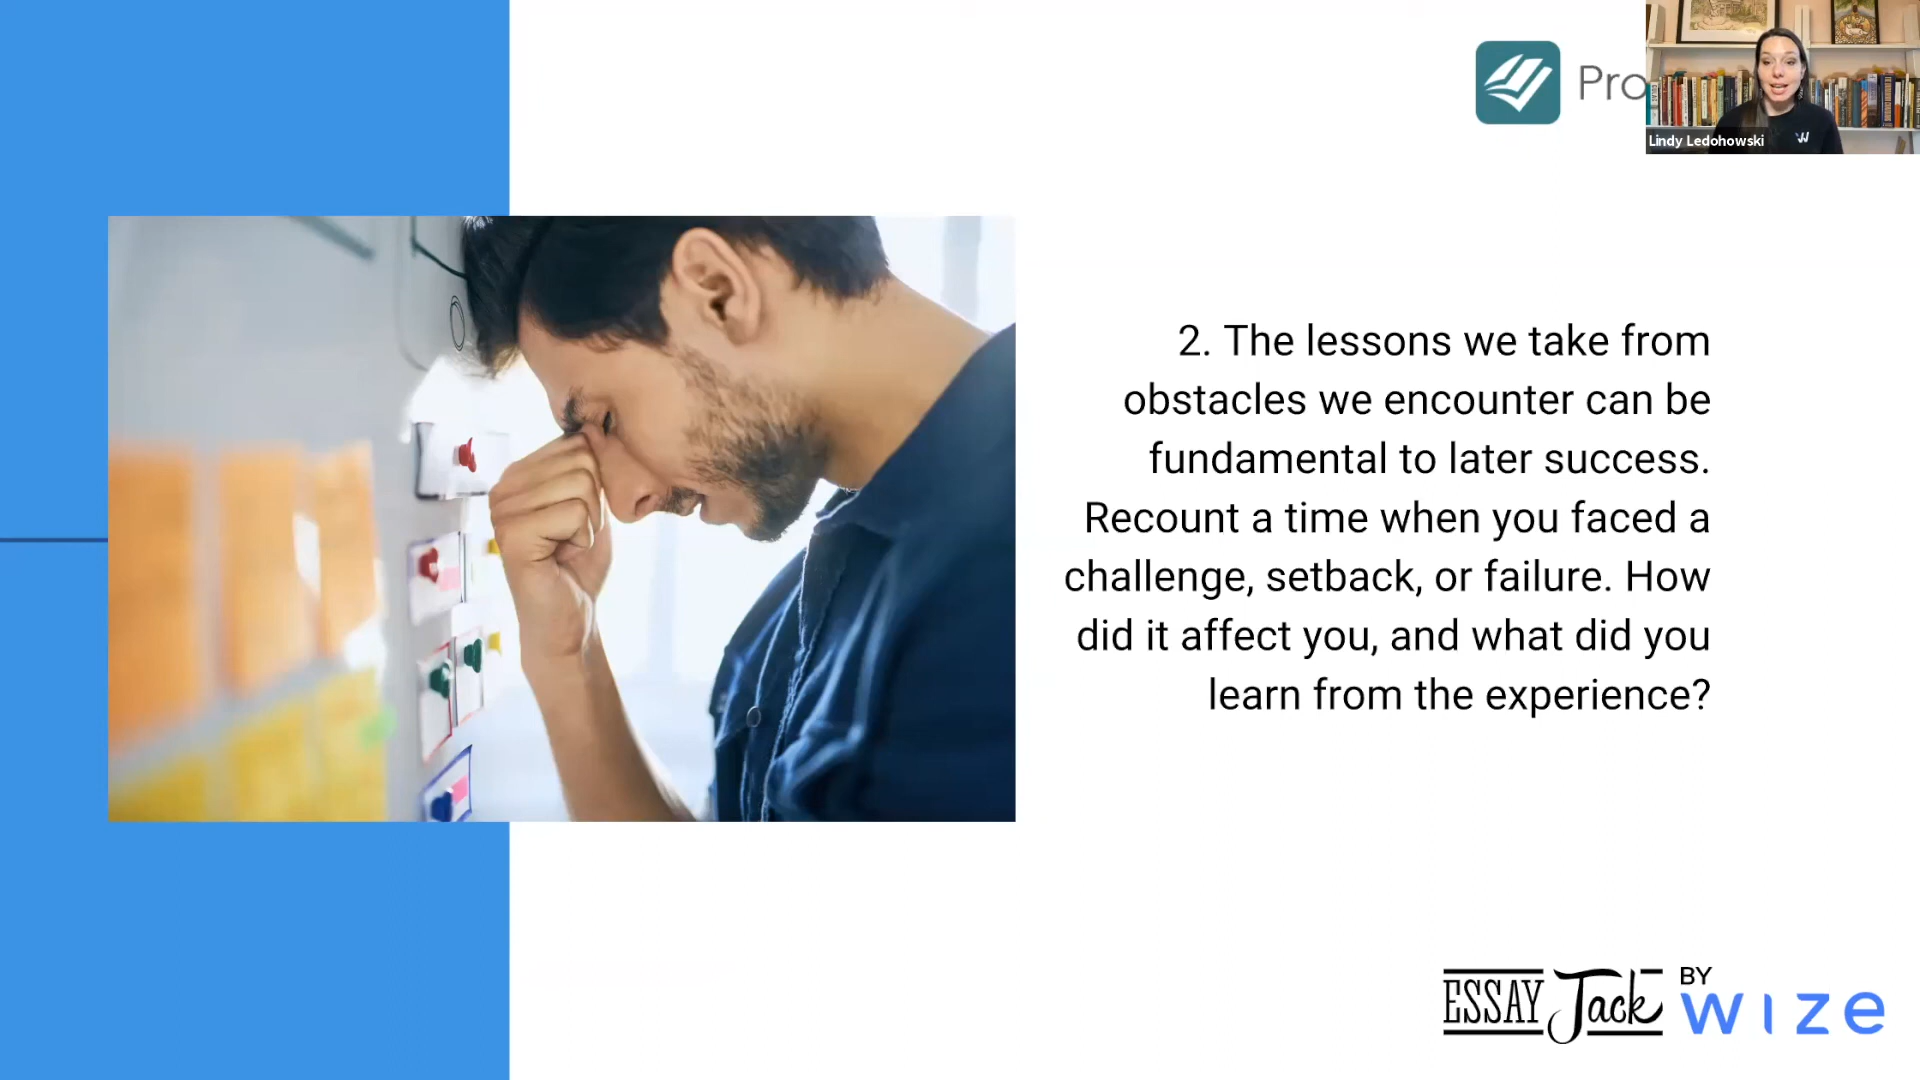 Pro
Lindy Ledohowski
2. The lessons we take from
obstacles we encounter can be
fundamental to later success.
Recount a time when you faced a
challenge, setback, or failure. How
did it affect you, and what did you
learn from the experience?
ESSAY Jack BY
wize